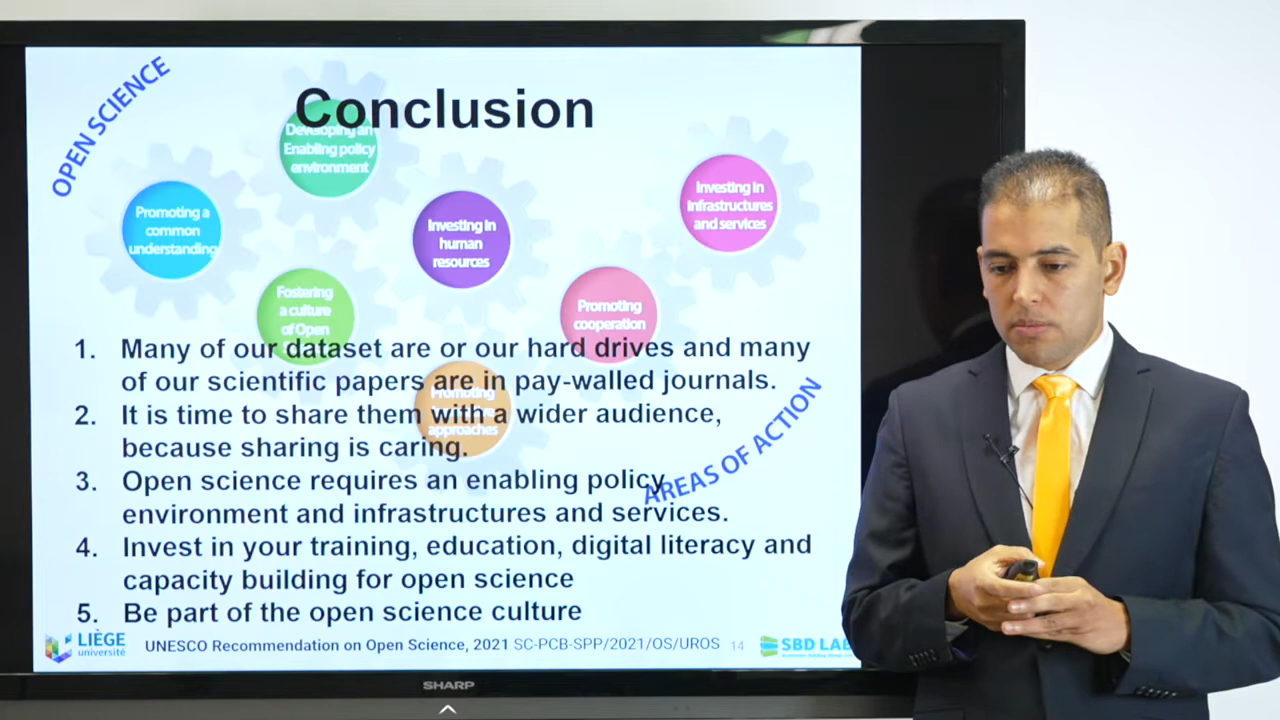 OPEN SCIENCE
Conclusion
Developing an
Enabling policy
environment
Promoting a
common
understanding
Investing in
human
resources
Investing in
infrastructures
and services
Fostering
a culture
of Open
Promoting
cooperation
Promoting
approaches
1. Many of our dataset are or our hard drives and many
of our scientific papers are in pay-walled journals.
2. It is time to share them with a wider audience,
because sharing is caring.
3. Open science requires an enabling policy
environment and infrastructures and services.
4. Invest in your training, education, digital literacy and
capacity building for open science
5. Be part of the open science culture
AREAS OF ACTION
LIÈGE
université
UNESCO Recommendation on Open Science, 2021 SC-PCB-SPP/2021/OS/UROS
14
SBD LAB
SHARP